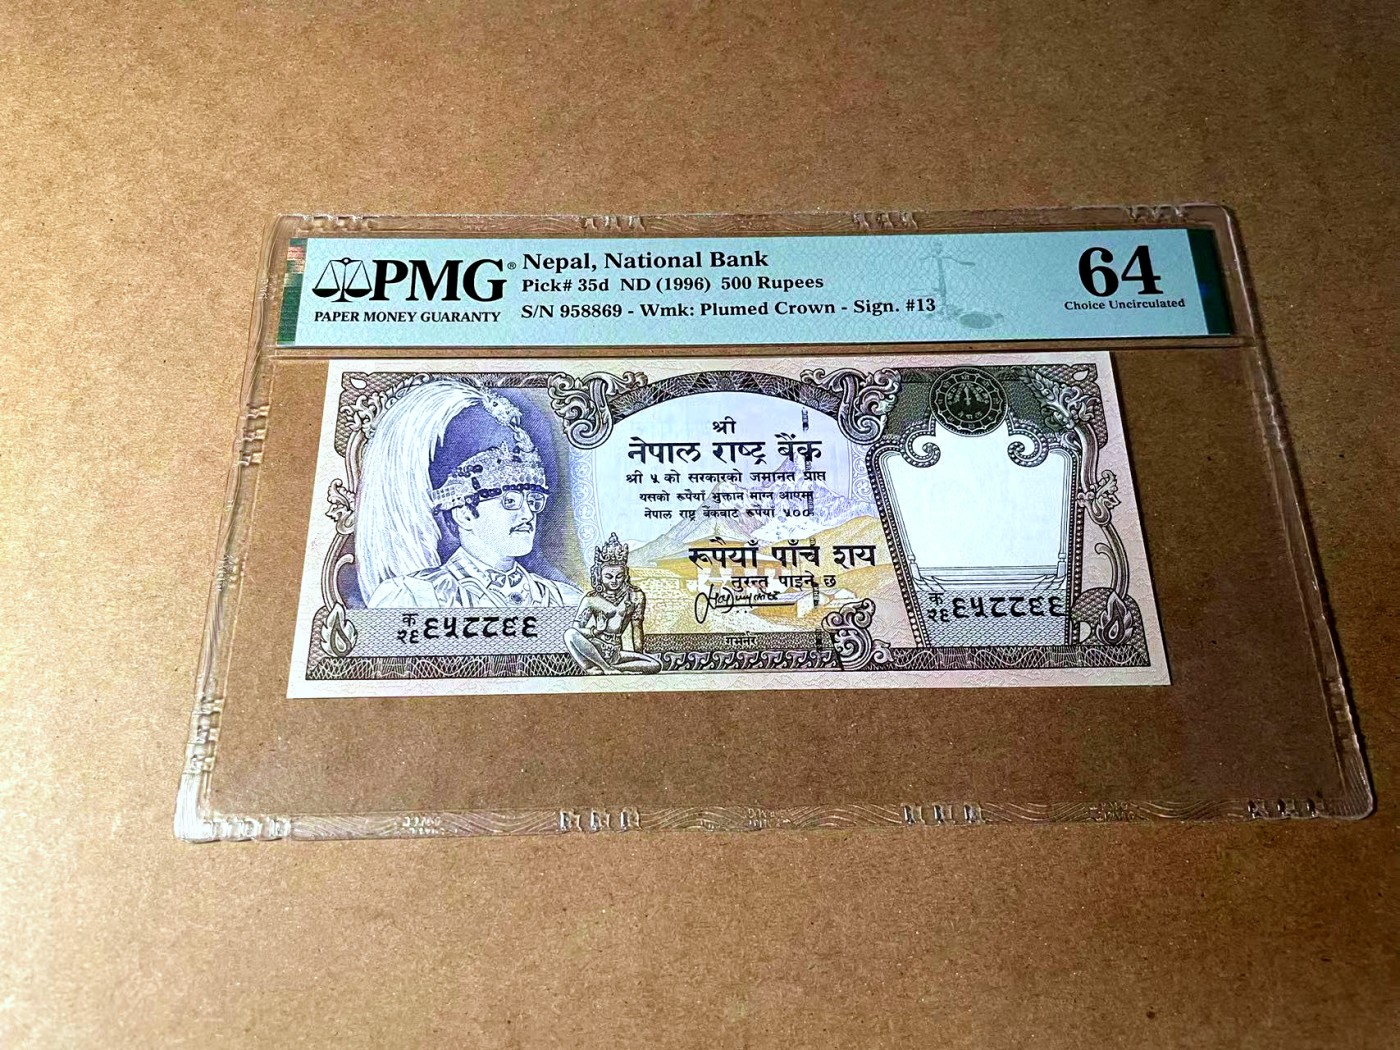 PMG®
PAPER MONEY GUARANTY
Nepal, National Bank
Pick# 35d ND (1996) 500 Rupees
S/N 958869 - Wmk: Plumed Crown - Sign. #13
64
Choice Uncirculated
श्री
नेपाल राष्ट्र बैंक
श्री ५ को सरकारको जमानत प्राप्त
यसको रूपैयाँ भुक्तान माग्न आएमा
नेपाल राष्ट्र बैंकबाट रूपैयाँ ५००
रूपैयाँ पाँच शय
तुरन्त पाइने छ
गभर्नर
क
२६ ९५८८६९
क
२६ ९५८८६९